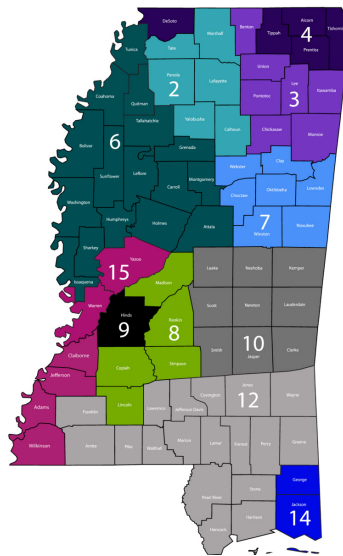 DeSoto
Benton
Alcorn
Tippah
4
Tishomingo
Marshall
Prentiss
Tunica
Tate
Union
Lee
Panola
Lafayette
3
Itawamba
2
Pontotoc
Coahoma
Quitman
Yalobusha
Tallahatchie
Calhoun
Chickasaw
Monroe
6
Grenada
Bolivar
Webster
Clay
Sunflower
Leflore
Montgomery
Carroll
Choctaw
Oktibbeha
Lowndes
Washington
7
Humphreys
Holmes
Attala
Winston
Noxubee
Sharkey
Yazoo
Issaquena
15
Madison
Leake
Neshoba
Kemper
Warren
Hinds
Rankin
Scott
Newton
Lauderdale
9
8
Claiborne
Simpson
Smith
10
Jasper
Clarke
Copiah
Jefferson
Adams
Franklin
Lincoln
Lawrence
Jefferson Davis
Covington
Jones
12
Wayne
Wilkinson
Amite
Pike
Walthall
Marion
Lamar
Forrest
Perry
Greene
George
Pearl River
Stone
Jackson
14
Hancock
Harrison